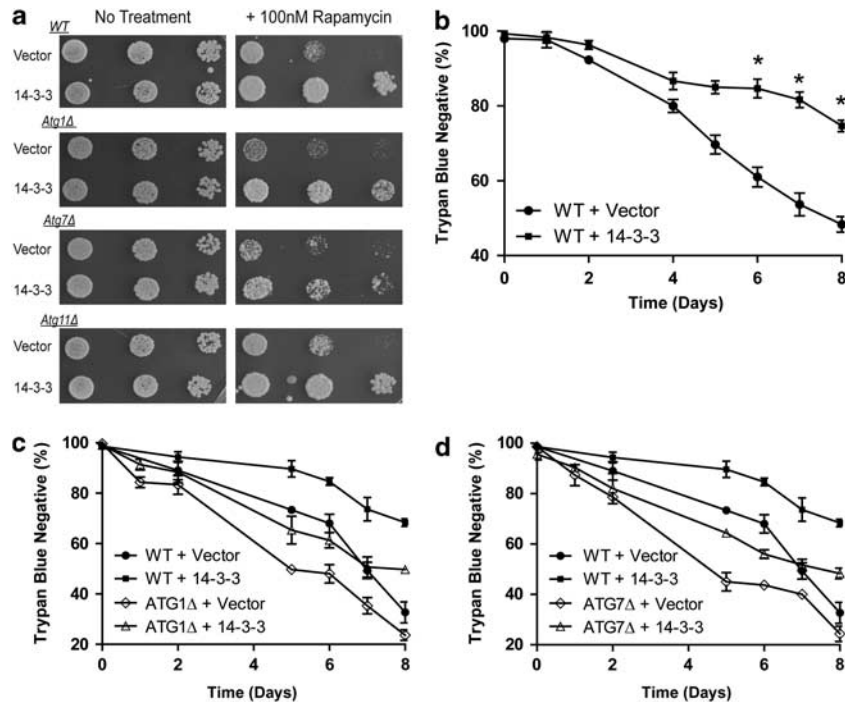 a
No Treatment
+ 100nM Rapamycin
WT
Vector
14-3-3
Atg1Δ
Vector
14-3-3
Atg7Δ
Vector
14-3-3
Atg11Δ
Vector
14-3-3
b
Trypan Blue Negative (%)
100
80
60
40
* * *
WT + Vector
WT + 14-3-3
0 2 4 6 8
Time (Days)
c
Trypan Blue Negative (%)
100
80
60
40
20
WT + Vector
WT + 14-3-3
ATG1Δ + Vector
ATG1Δ + 14-3-3
0 2 4 6 8
Time (Days)
d
Trypan Blue Negative (%)
100
80
60
40
20
WT + Vector
WT + 14-3-3
ATG7Δ + Vector
ATG7Δ + 14-3-3
0 2 4 6 8
Time (Days)